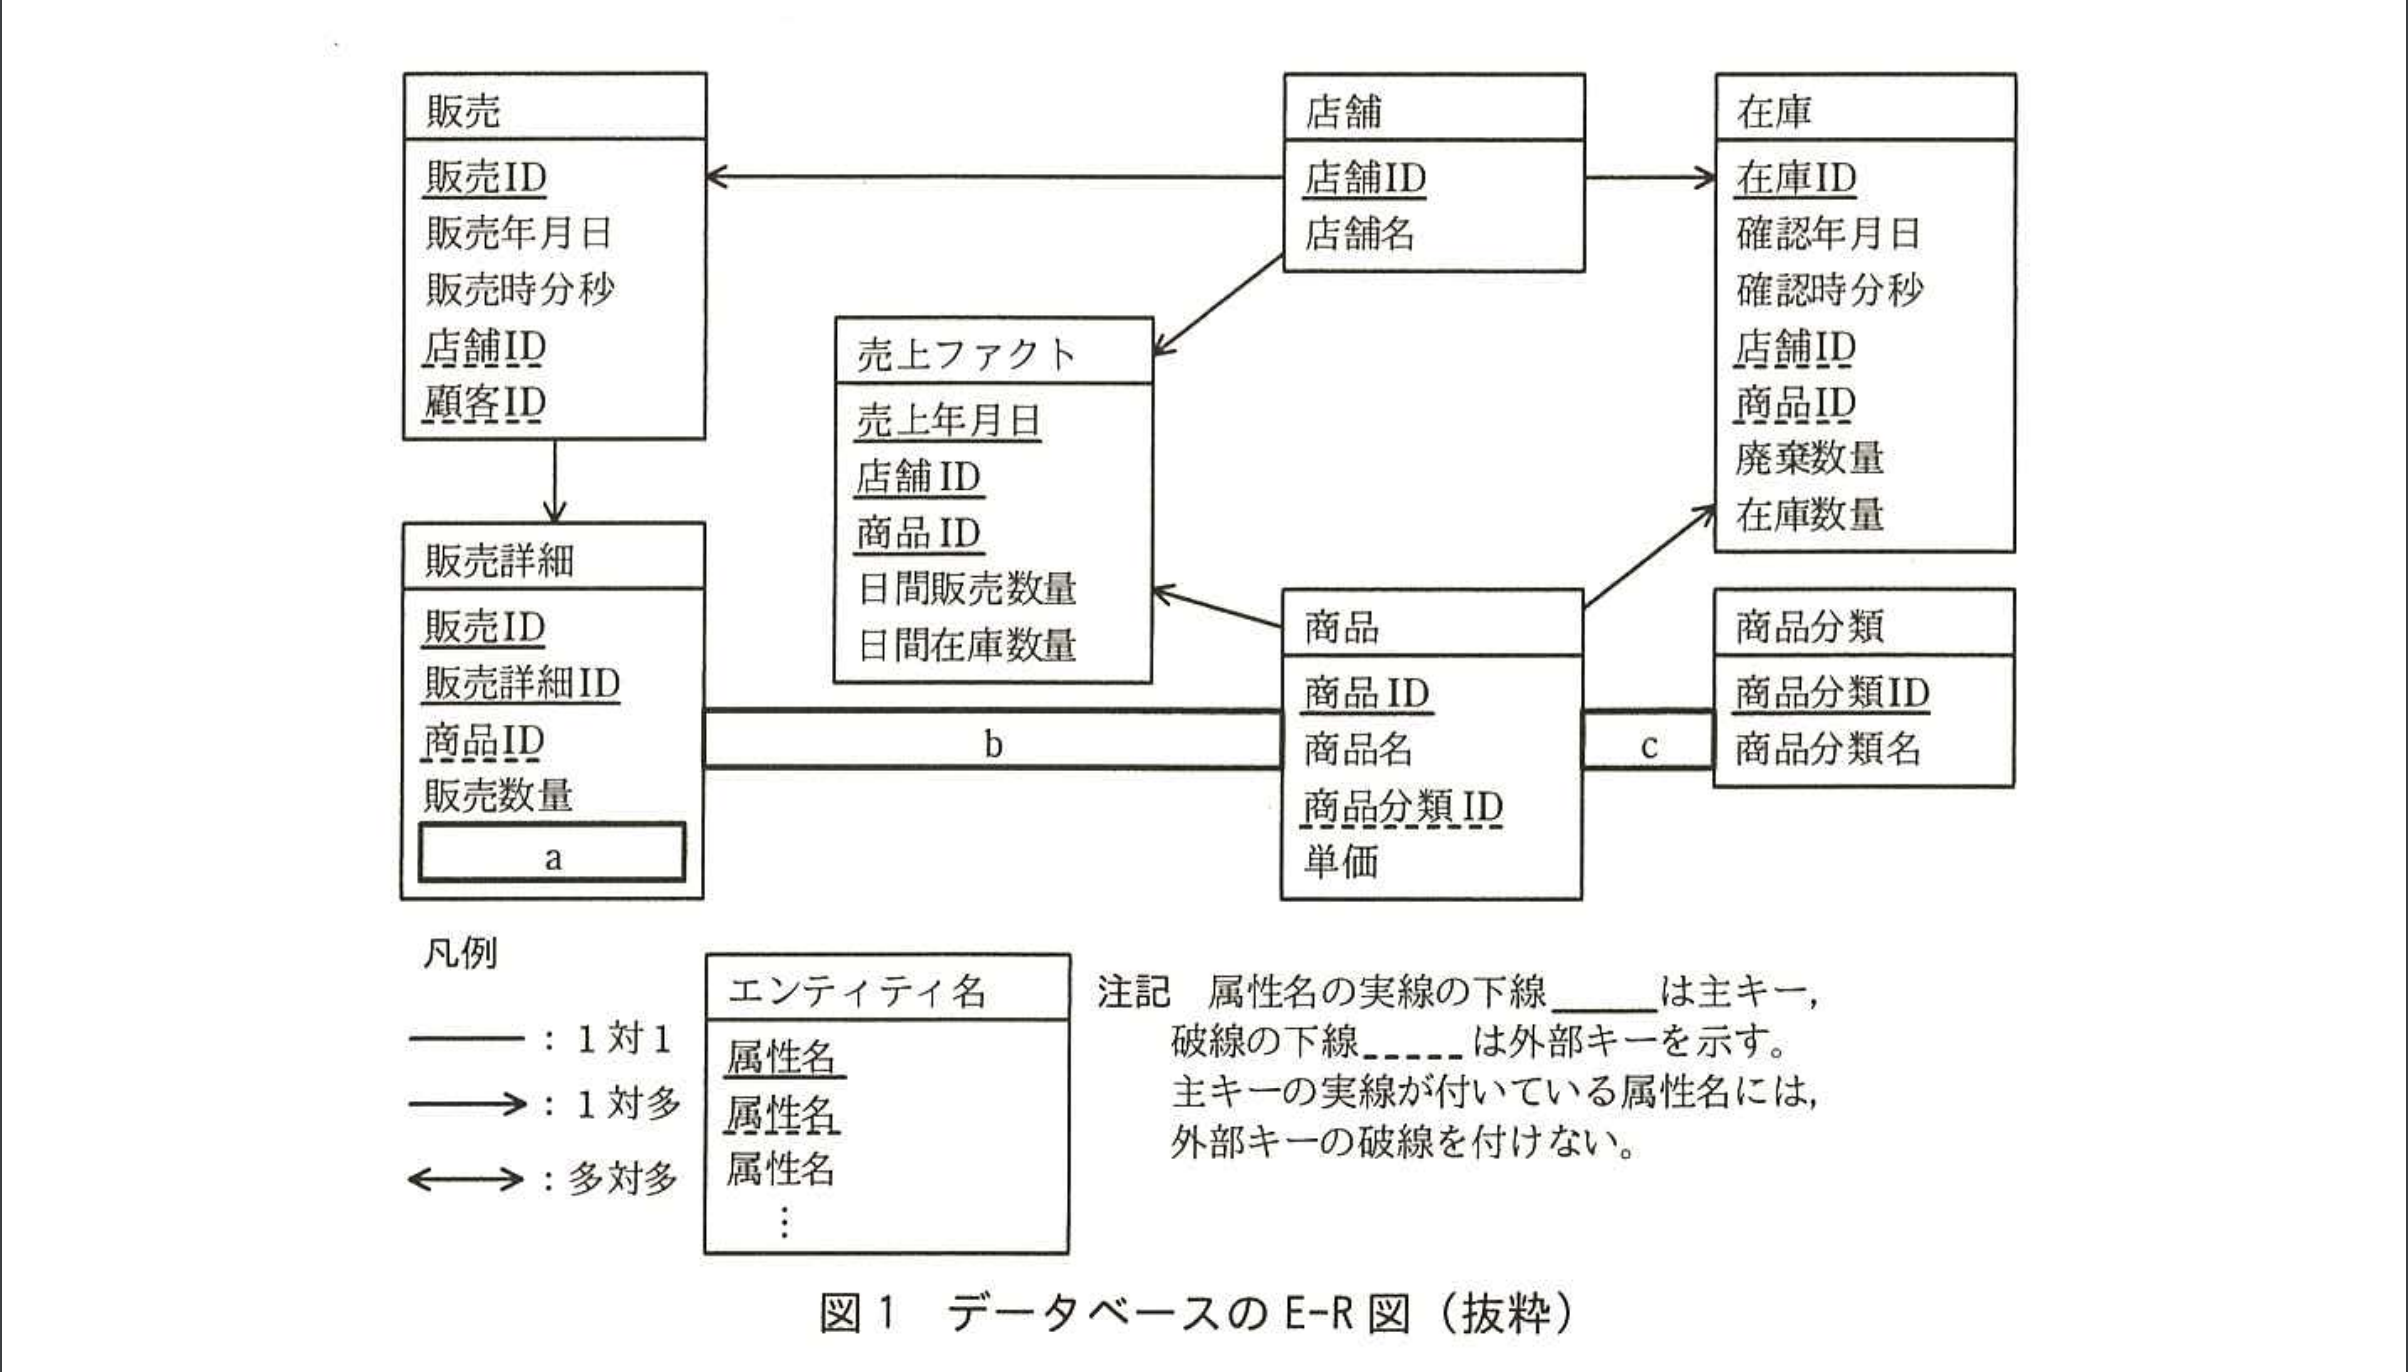 販売
販売ID
販売年月日
販売時分秒
店舗ID
顧客ID
店舗
店舗ID
店舗名
在庫
在庫ID
確認年月日
確認時分秒
店舗ID
商品ID
廃棄数量
在庫数量
売上ファクト
売上年月日
店舗ID
商品ID
日間販売数量
日間在庫数量
販売詳細
販売ID
販売詳細ID
商品ID
販売数量
a
b
商品
商品ID
商品名
商品分類ID
単価
c
商品分類
商品分類ID
商品分類名
凡例
：1対1
：1対多
：多対多
エンティティ名
属性名
属性名
属性名
⋮
注記　属性名の実線の下線＿＿＿は主キー，
破線の下線-----は外部キーを示す。
主キーの実線が付いている属性名には，
外部キーの破線を付けない。
図1　データベースのE-R図（抜粋）